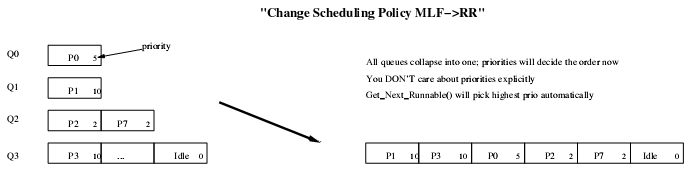 "Change Scheduling Policy MLF->RR"
Q0 P0 5 priority
Q1 P1 10
Q2 P2 2 P7 2
Q3 P3 10 ... Idle 0
All queues collapse into one; priorities will decide the order now
You DON'T care about priorities explicitly
Get_Next_Runnable() will pick highest prio automatically
P1 10 P3 10 P0 5 P2 2 P7 2 Idle 0